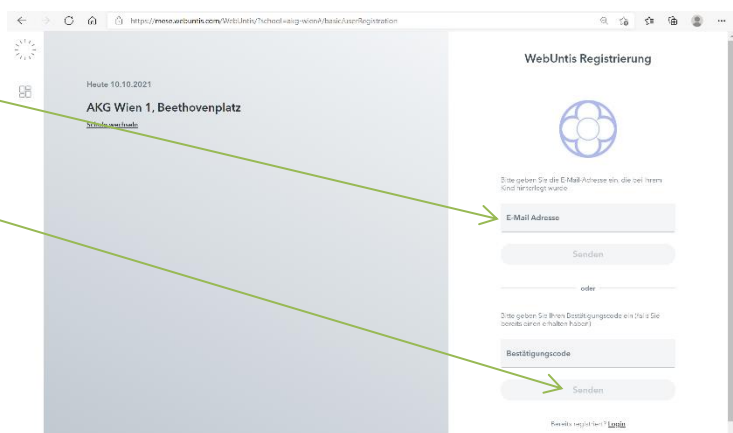 https://mese.webuntis.com/WebUntis/?school=akg-wien#/basic/userRegistration
Heute 10.10.2021
AKG Wien 1, Beethovenplatz
Schule wechseln
WebUntis Registrierung
Bitte geben Sie die E-Mail-Adresse ein, die bei Ihrem
Kind hinterlegt wurde
E-Mail Adresse
Senden
oder
Bitte geben Sie Ihren Bestätigungscode ein (falls Sie
bereits einen erhalten haben)
Bestätigungscode
Senden
Bereits registriert? Login